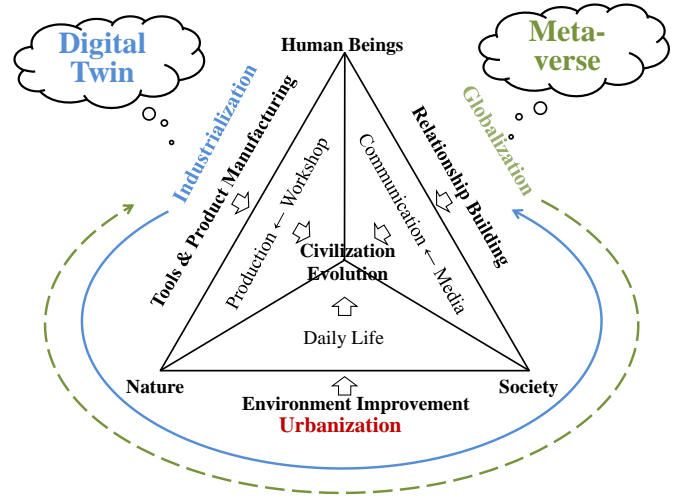 Digital
Twin
Meta-
verse
Human Beings
Industrialization
Globalization
Tools & Product Manufacturing
Relationship Building
Production ← Workshop
Communication ← Media
Civilization
Evolution
Daily Life
Nature
Society
Environment Improvement
Urbanization